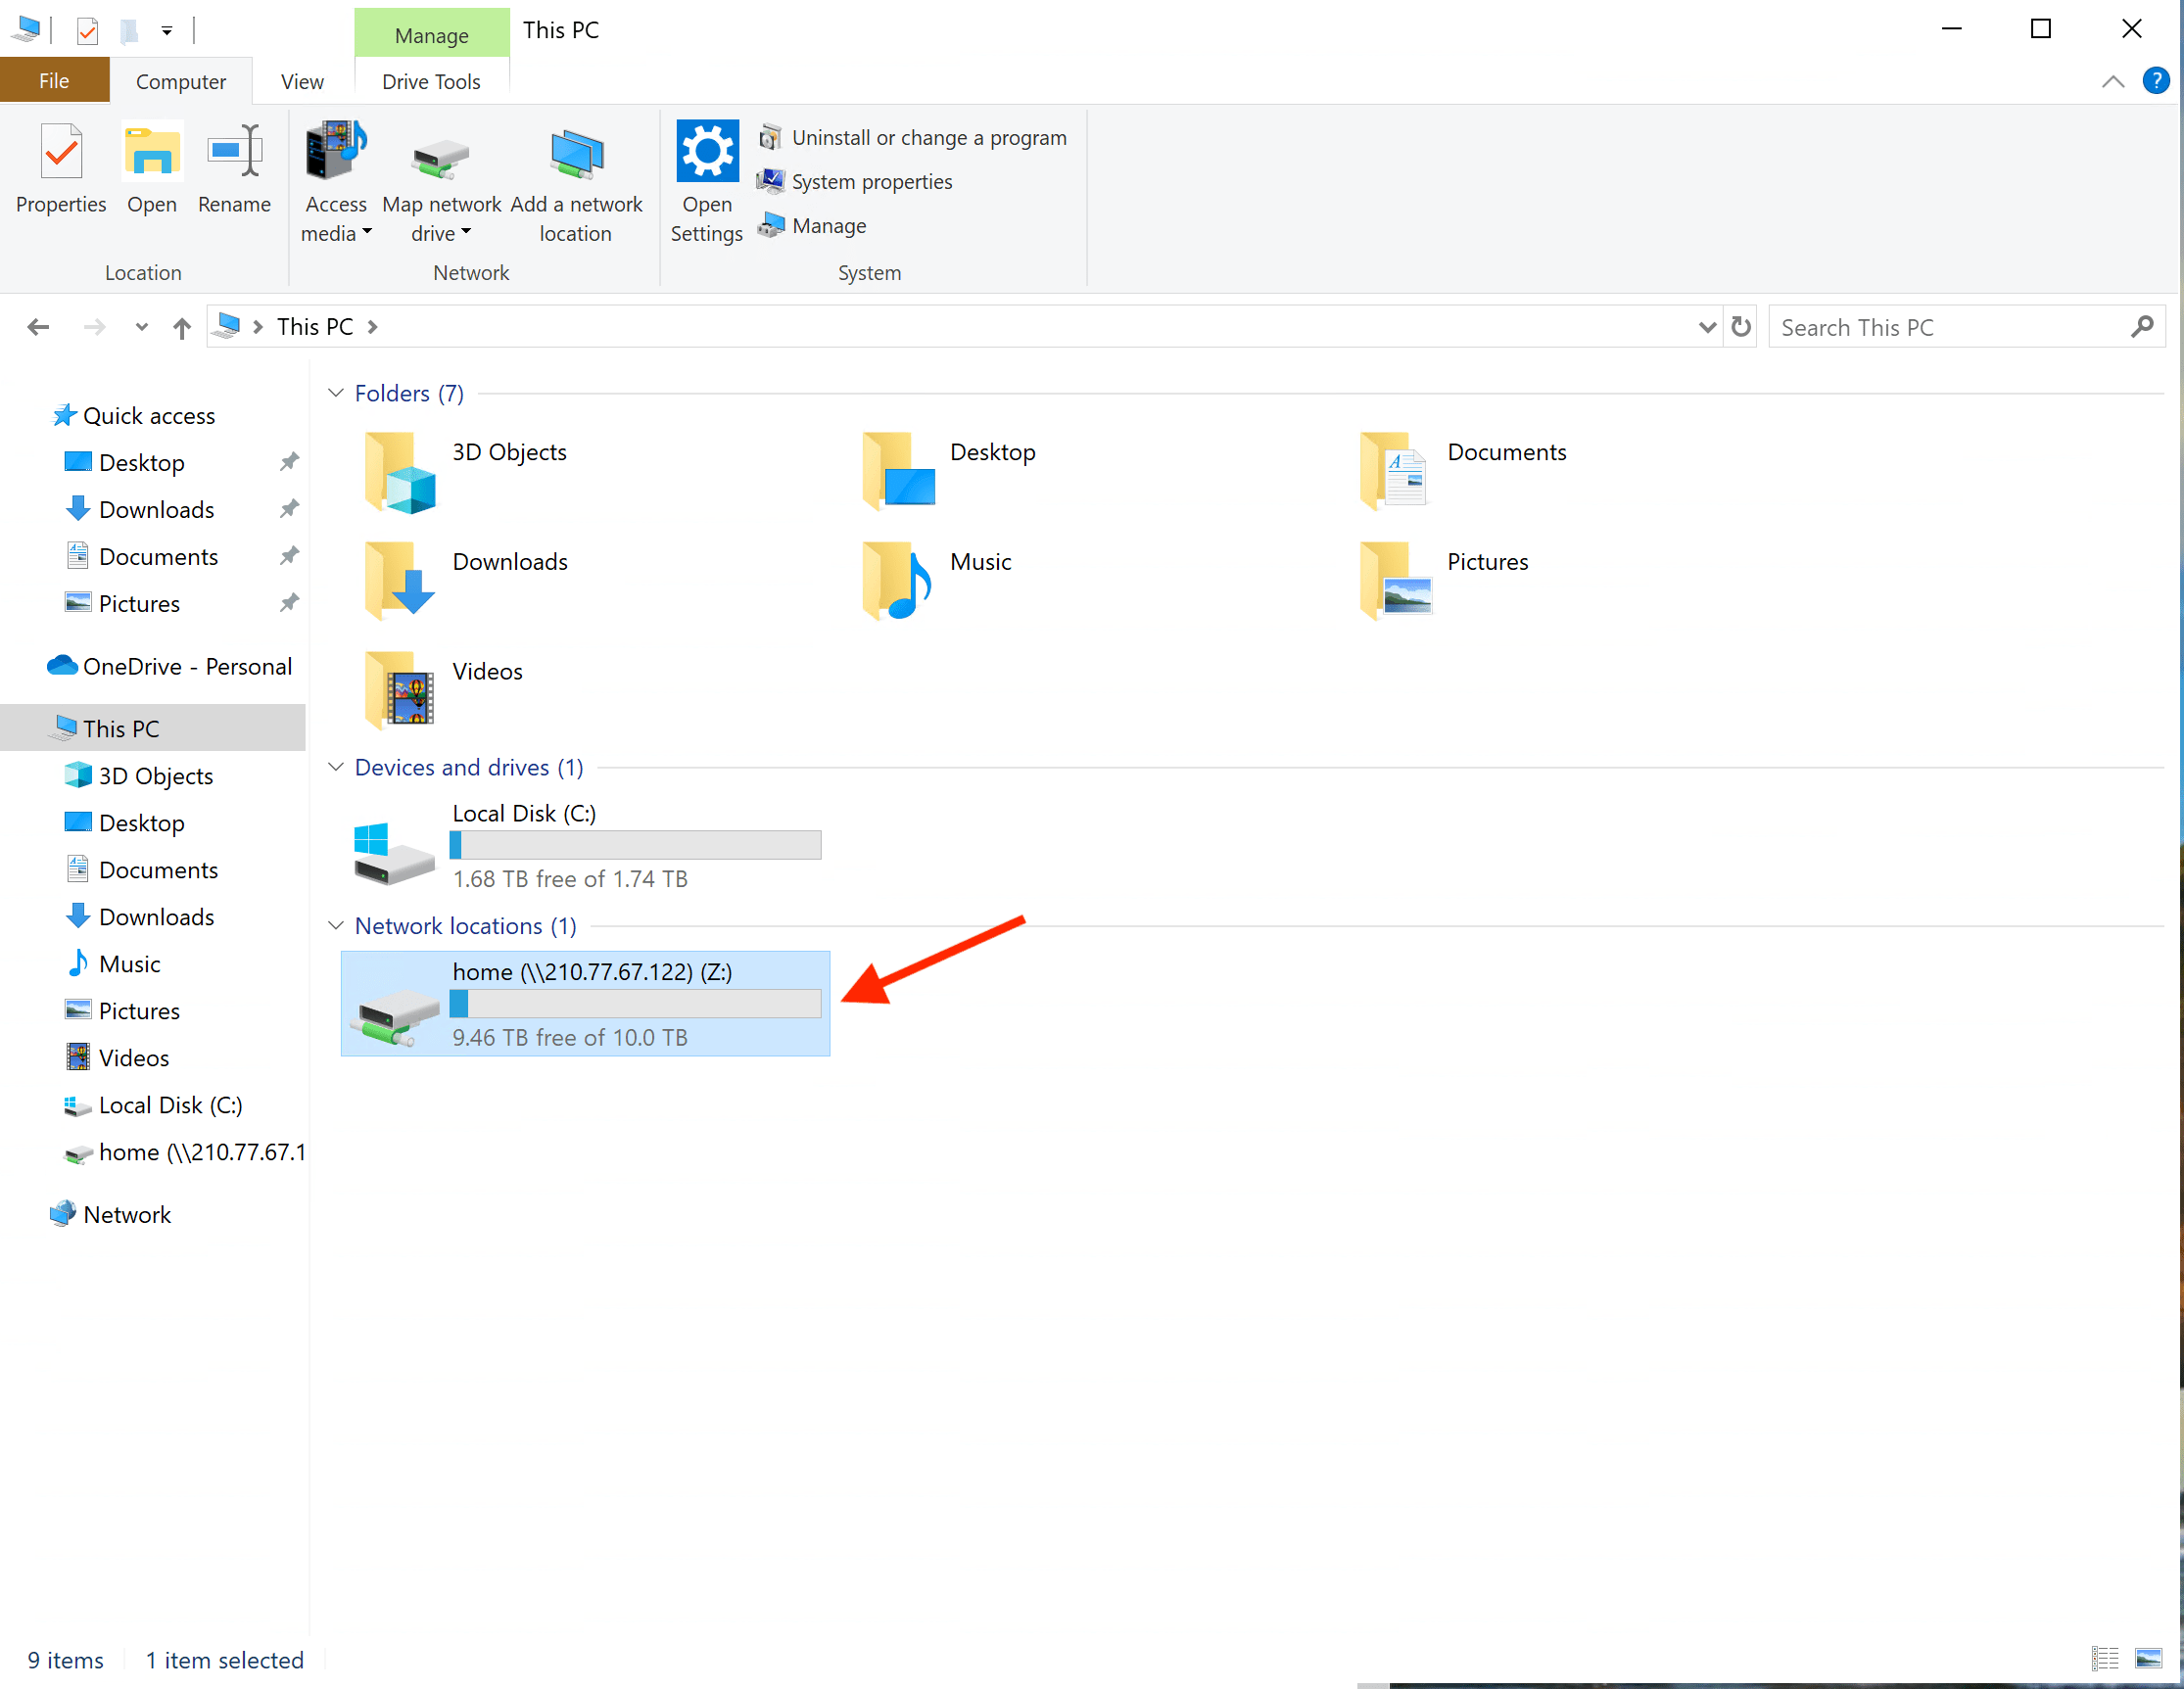 Manage
This PC
File
Computer
View
Drive Tools
?
Properties
Open
Rename
Access media
Map network drive
Add a network location
Open Settings
Uninstall or change a program
System properties
Manage
Location
Network
System
This PC
Search This PC
Quick access
Desktop
Downloads
Documents
Pictures
OneDrive - Personal
This PC
3D Objects
Desktop
Documents
Downloads
Music
Pictures
Videos
Local Disk (C:)
home (\\210.77.67.1
Network
Folders (7)
3D Objects
Desktop
Documents
Downloads
Music
Pictures
Videos
Devices and drives (1)
Local Disk (C:)
1.68 TB free of 1.74 TB
Network locations (1)
home (\\210.77.67.122) (Z:)
9.46 TB free of 10.0 TB
9 items
1 item selected